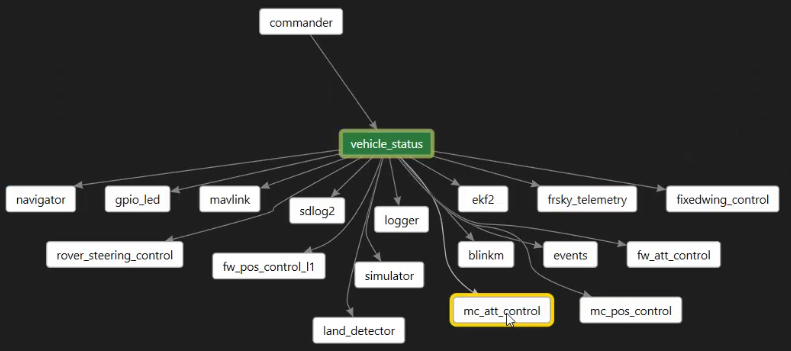 commander
vehicle_status
navigator
gpio_led
mavlink
sdlog2
logger
ekf2
frsky_telemetry
fixedwing_control
rover_steering_control
fw_pos_control_l1
simulator
blinkm
events
fw_att_control
land_detector
mc_att_control
mc_pos_control